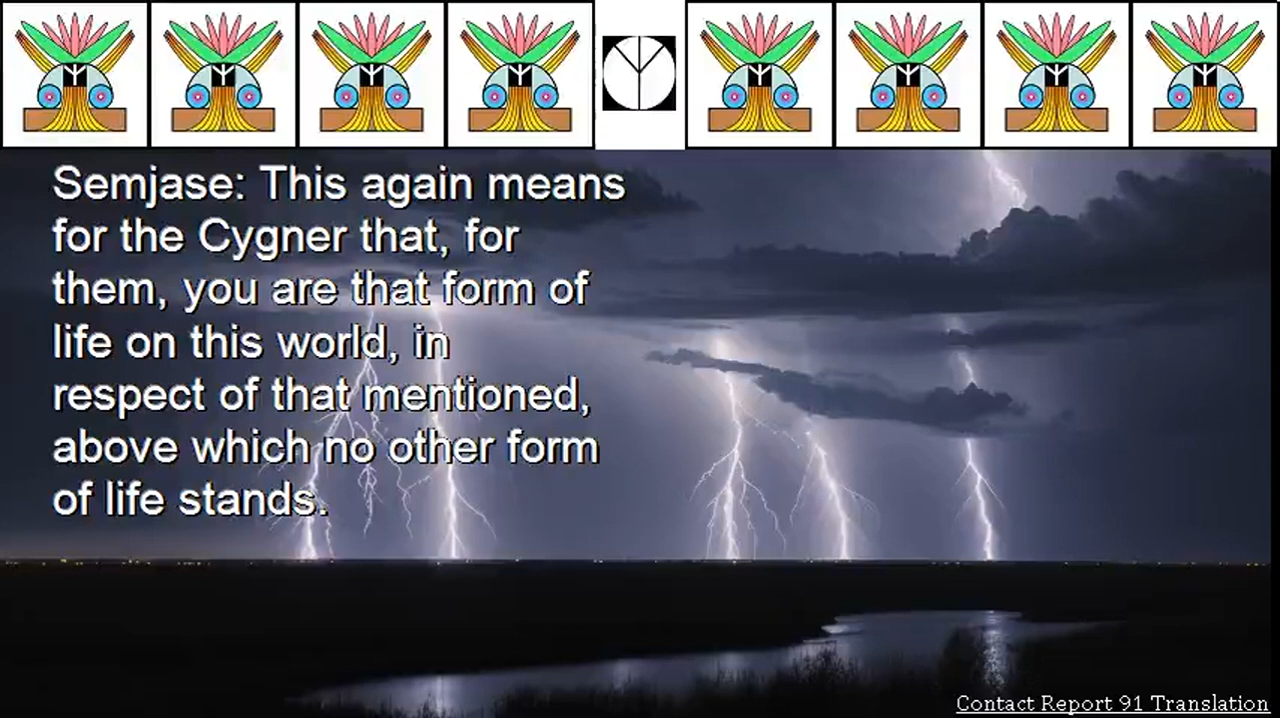 Semjase: This again means
for the Cygner that, for
them, you are that form of
life on this world, in
respect of that mentioned,
above which no other form
of life stands.
Contact Report 91 Translation